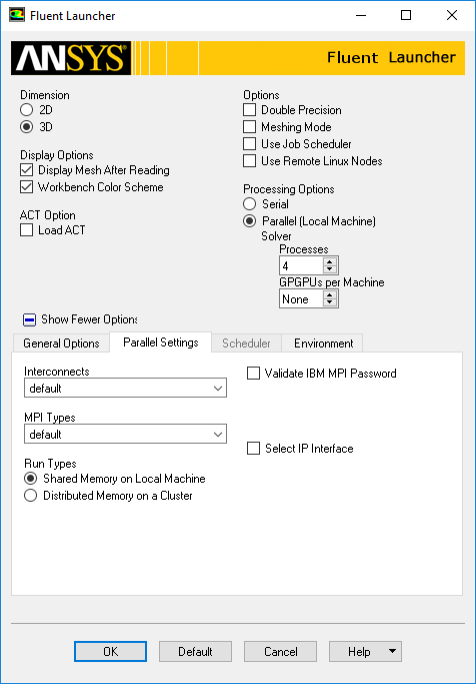 Fluent Launcher
ANSYS
Fluent Launcher
Dimension
2D
3D
Display Options
Display Mesh After Reading
Workbench Color Scheme
ACT Option
Load ACT
Options
Double Precision
Meshing Mode
Use Job Scheduler
Use Remote Linux Nodes
Processing Options
Serial
Parallel (Local Machine)
Solver
Processes
4
GPGPUs per Machine
None
Show Fewer Options
General Options Parallel Settings Scheduler Environment
Interconnects
default
MPI Types
default
Run Types
Shared Memory on Local Machine
Distributed Memory on a Cluster
Validate IBM MPI Password
Select IP Interface
OK Default Cancel Help